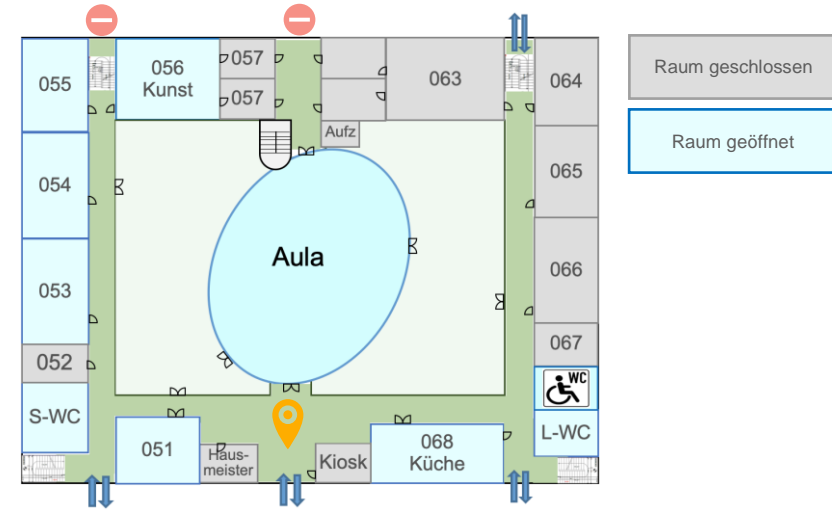 055
056
Kunst
057
057
063
064
Aufz
054
065
Aula
053
066
052
067
WC
S-WC
051
Haus-
meister
Kiosk
068
Küche
L-WC
Raum geschlossen
Raum geöffnet